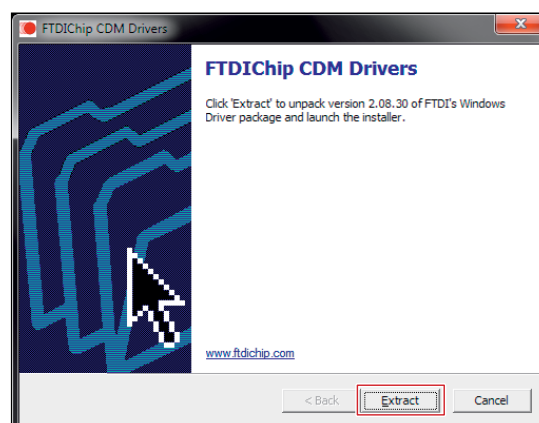 FTDIChip CDM Drivers
FTDIChip CDM Drivers
Click 'Extract' to unpack version 2.08.30 of FTDI's Windows
Driver package and launch the installer.
www.ftdichip.com
< Back Extract Cancel